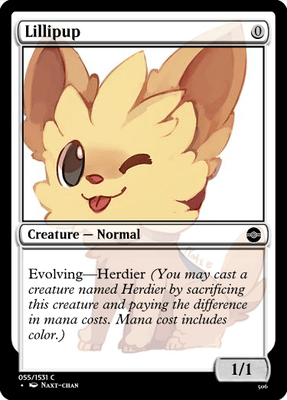 Lillipup 0
Creature — Normal
Evolving—Herdier (You may cast a
creature named Herdier by sacrificing
this creature and paying the difference
in mana costs. Mana cost includes
color.)
1/1
055/1531 C
• Naxt-chan
506